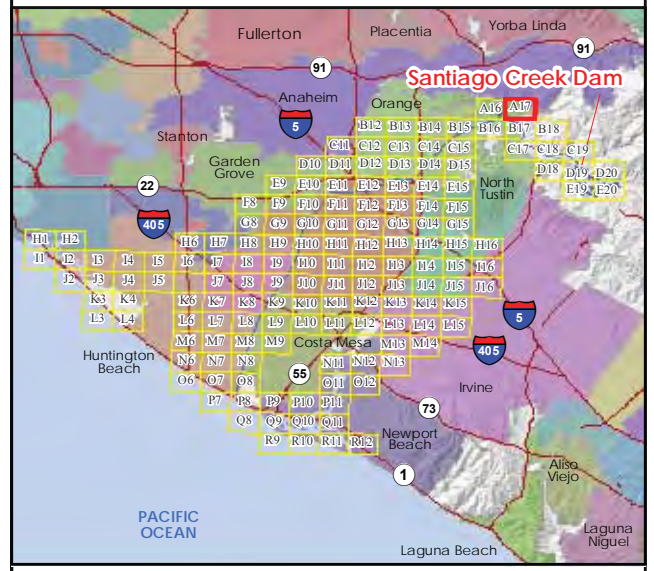 Yorba Linda
Placentia
Fullerton
91
91
Santiago Creek Dam
Anaheim
Orange
A16 A17
5
B12 B13 B14 B15 B16 B17 B18
Stanton
C11 C12 C13 C14 C15 C17 C18 C19
Garden
Grove
D10 D11 D12 D13 D14 D15 D18 D19 D20
North
Tustin
22
E9 E10 E11 E12 E13 E14 E15 E19 E20
F8 F9 F10 F11 F12 F13 F14 F15
405
G8 G9 G10 G11 G12 G13 G14 G15
H1 H2 H6 H7 H8 H9 H10 H11 H12 H13 H14 H15 H16
I1 I2 I3 I4 I5 I6 I7 I8 I9 I10 I11 I12 I13 I14 I15 I16
J2 J3 J4 J5 J7 J8 J9 J10 J11 J12 J13 J14 J15 J16
K3 K4 K6 K7 K8 K9 K10 K11 K12 K13 K14 K15
5
L3 L4 L6 L7 L8 L9 L10 L11 L12 L13 L14 L15
M6 M7 M8 M9 Costa Mesa M13 M14
405
Huntington
Beach
N6 N7 N8 N11 N12 N13
55
O6 O7 O8 O11 O12
Irvine
P7 P8 P9 P10 P11
73
Q8 Q9 Q10 Q11
Newport
Beach
R9 R10 R11 R12
1
Aliso
Viejo
PACIFIC
OCEAN
Laguna
Niguel
Laguna Beach